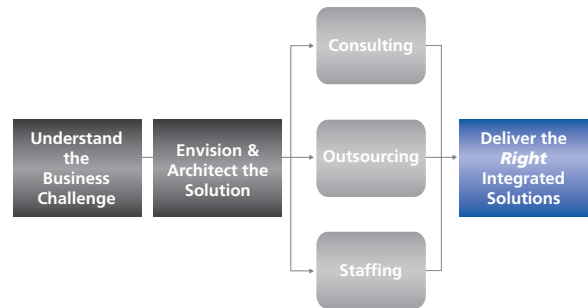 Understand
the
Business
Challenge
Envision &
Architect the
Solution
Consulting
Outsourcing
Staffing
Deliver the
Right
Integrated
Solutions